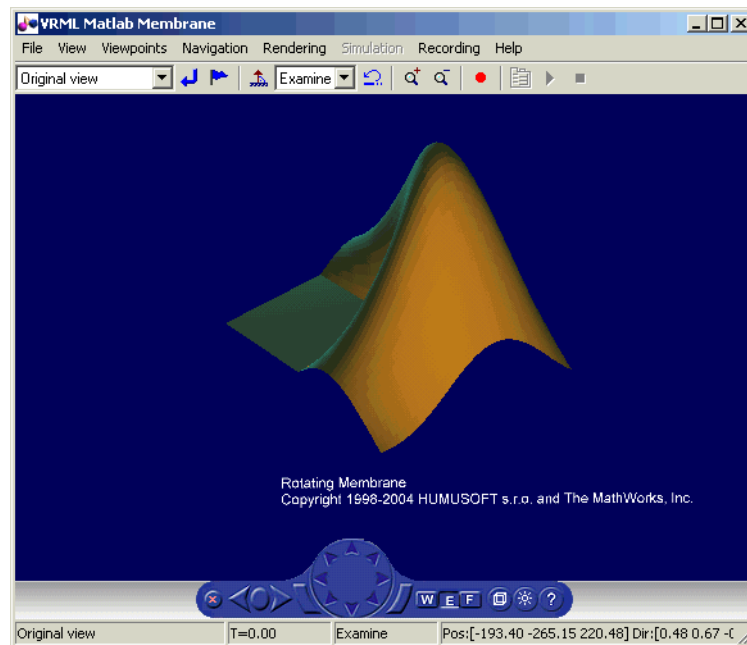 VRML Matlab Membrane
File View Viewpoints Navigation Rendering Simulation Recording Help
Original view Examine
Rotating Membrane
Copyright 1998-2004 HUMUSOFT s.r.o. and The MathWorks, Inc.
W E F ?
Original view T=0.00 Examine Pos:[-193.40 -265.15 220.48] Dir:[0.48 0.67 -(